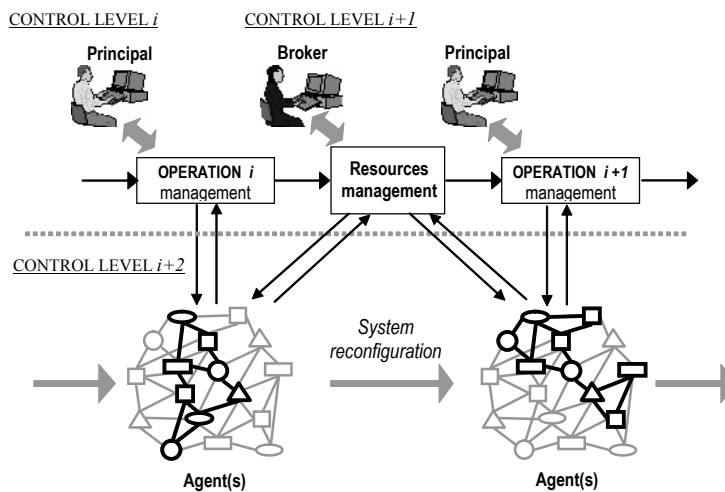 CONTROL LEVEL i
CONTROL LEVEL i+1
Principal
Broker
Principal
OPERATION i
management
Resources
management
OPERATION i+1
management
CONTROL LEVEL i+2
System
reconfiguration
Agent(s)
Agent(s)